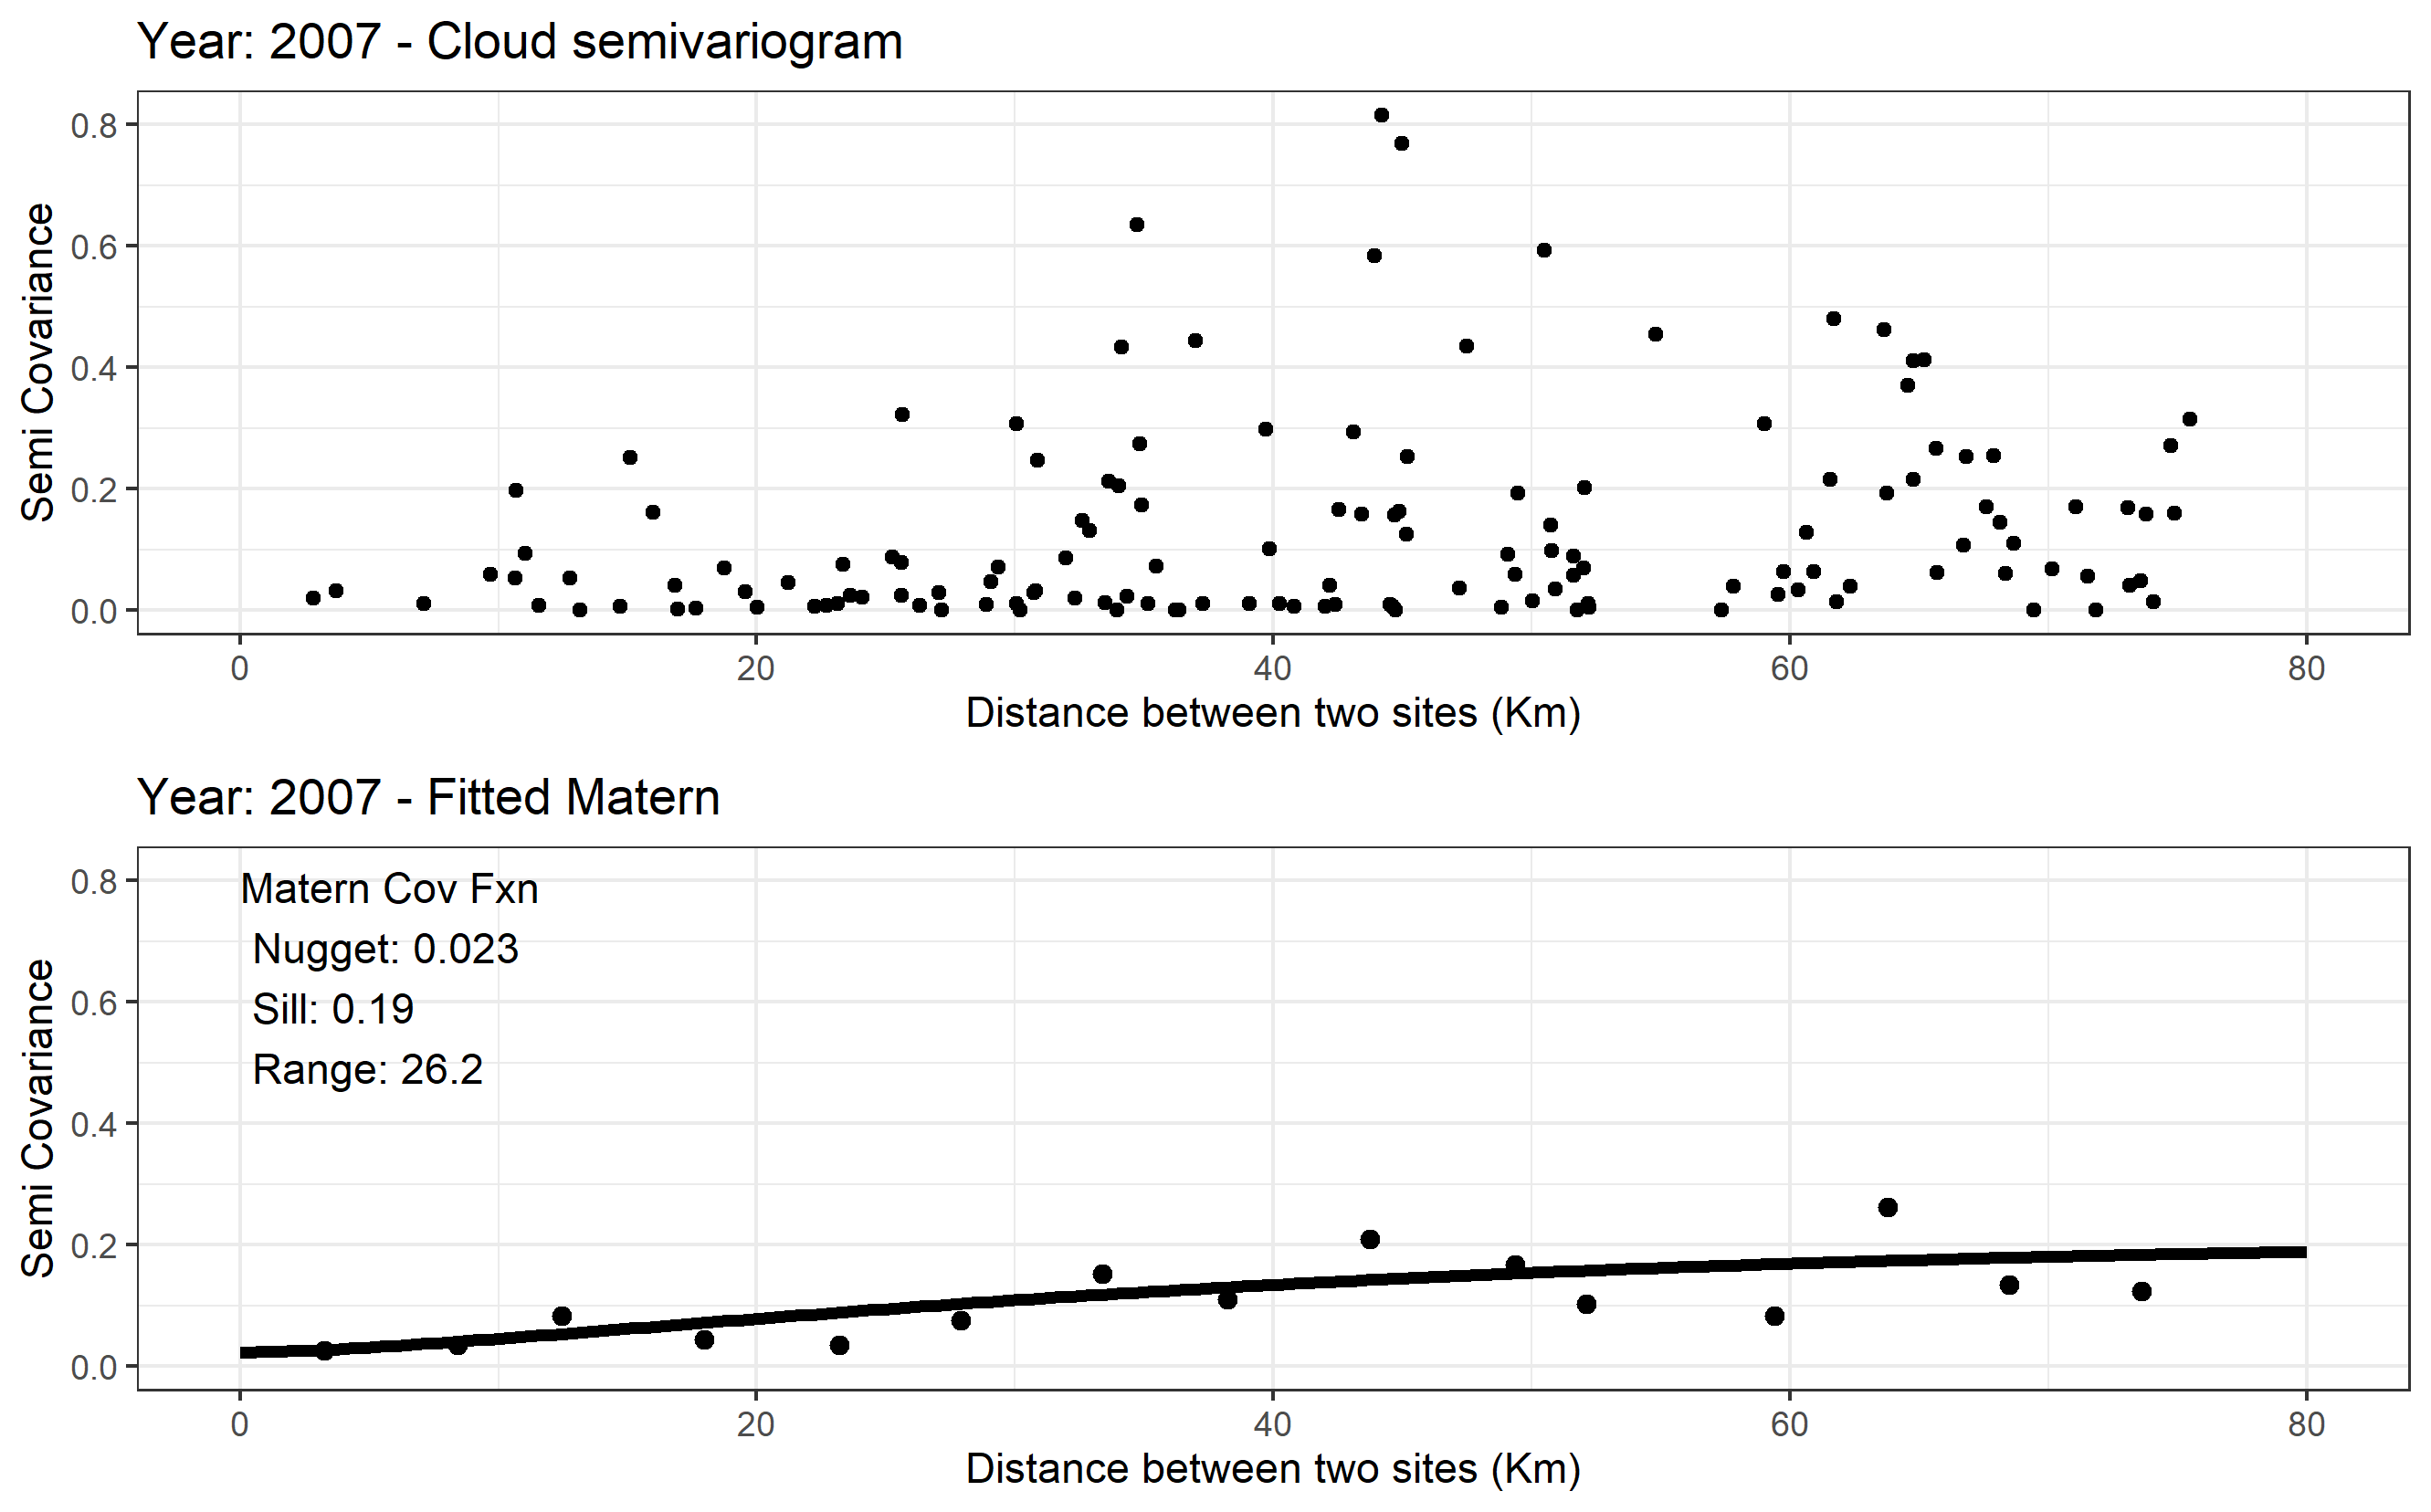 Year: 2007 - Cloud semivariogram
Semi Covariance
0.8
0.6
0.4
0.2
0.0
0 20 40 60 80
Distance between two sites (Km)
Year: 2007 - Fitted Matern
Semi Covariance
0.8
0.6
0.4
0.2
0.0
Matern Cov Fxn
Nugget: 0.023
Sill: 0.19
Range: 26.2
0 20 40 60 80
Distance between two sites (Km)